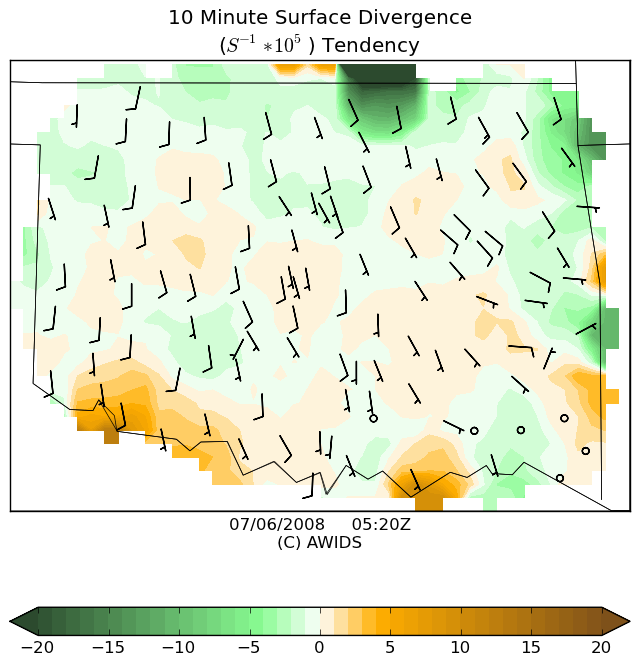 10 Minute Surface Divergence
($S^{-1}*10^{5}$ ) Tendency
07/06/2008 05:20Z
(C) AWIDS
−20 −15 −10 −5 0 5 10 15 20